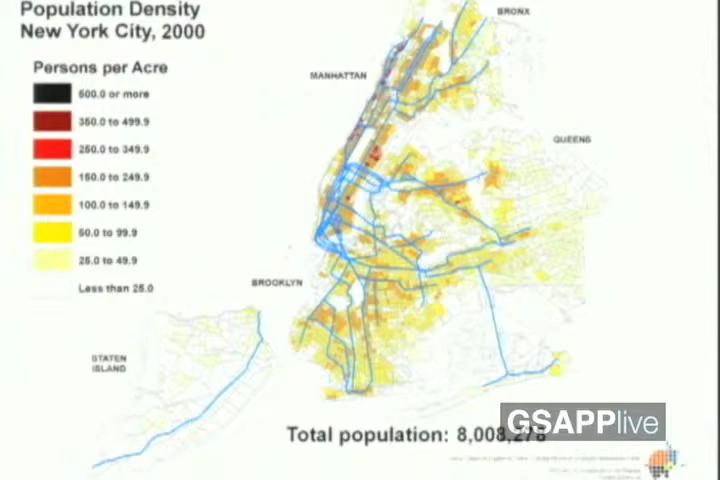 Population Density
New York City, 2000
Persons per Acre
500.0 or more
350.0 to 499.9
250.0 to 349.9
150.0 to 249.9
100.0 to 149.9
50.0 to 99.9
25.0 to 49.9
Less than 25.0
BRONX
MANHATTAN
QUEENS
BROOKLYN
STATEN
ISLAND
Total population: 8,008,278
GSAPPlive